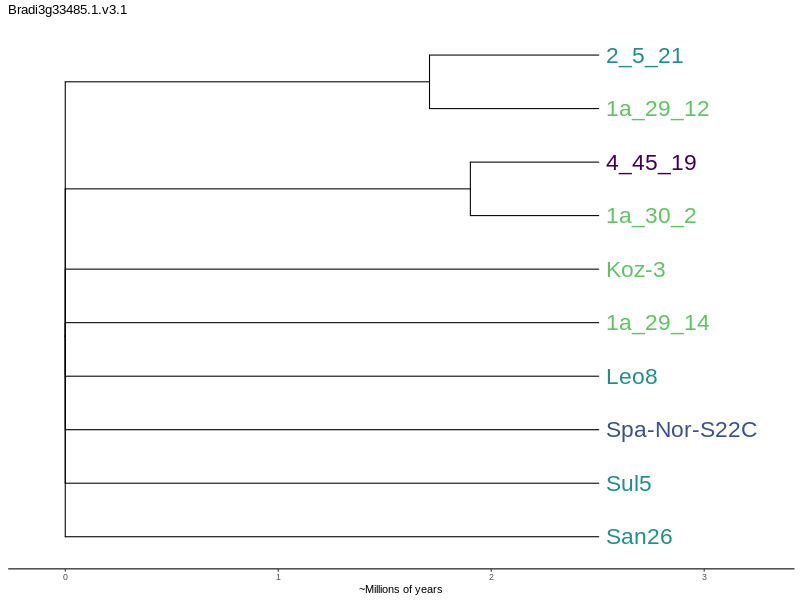 Bradi3g33485.1.v3.1
2_5_21
1a_29_12
4_45_19
1a_30_2
Koz-3
1a_29_14
Leo8
Spa-Nor-S22C
Sul5
San26
0 1 2 3
~Millions of years